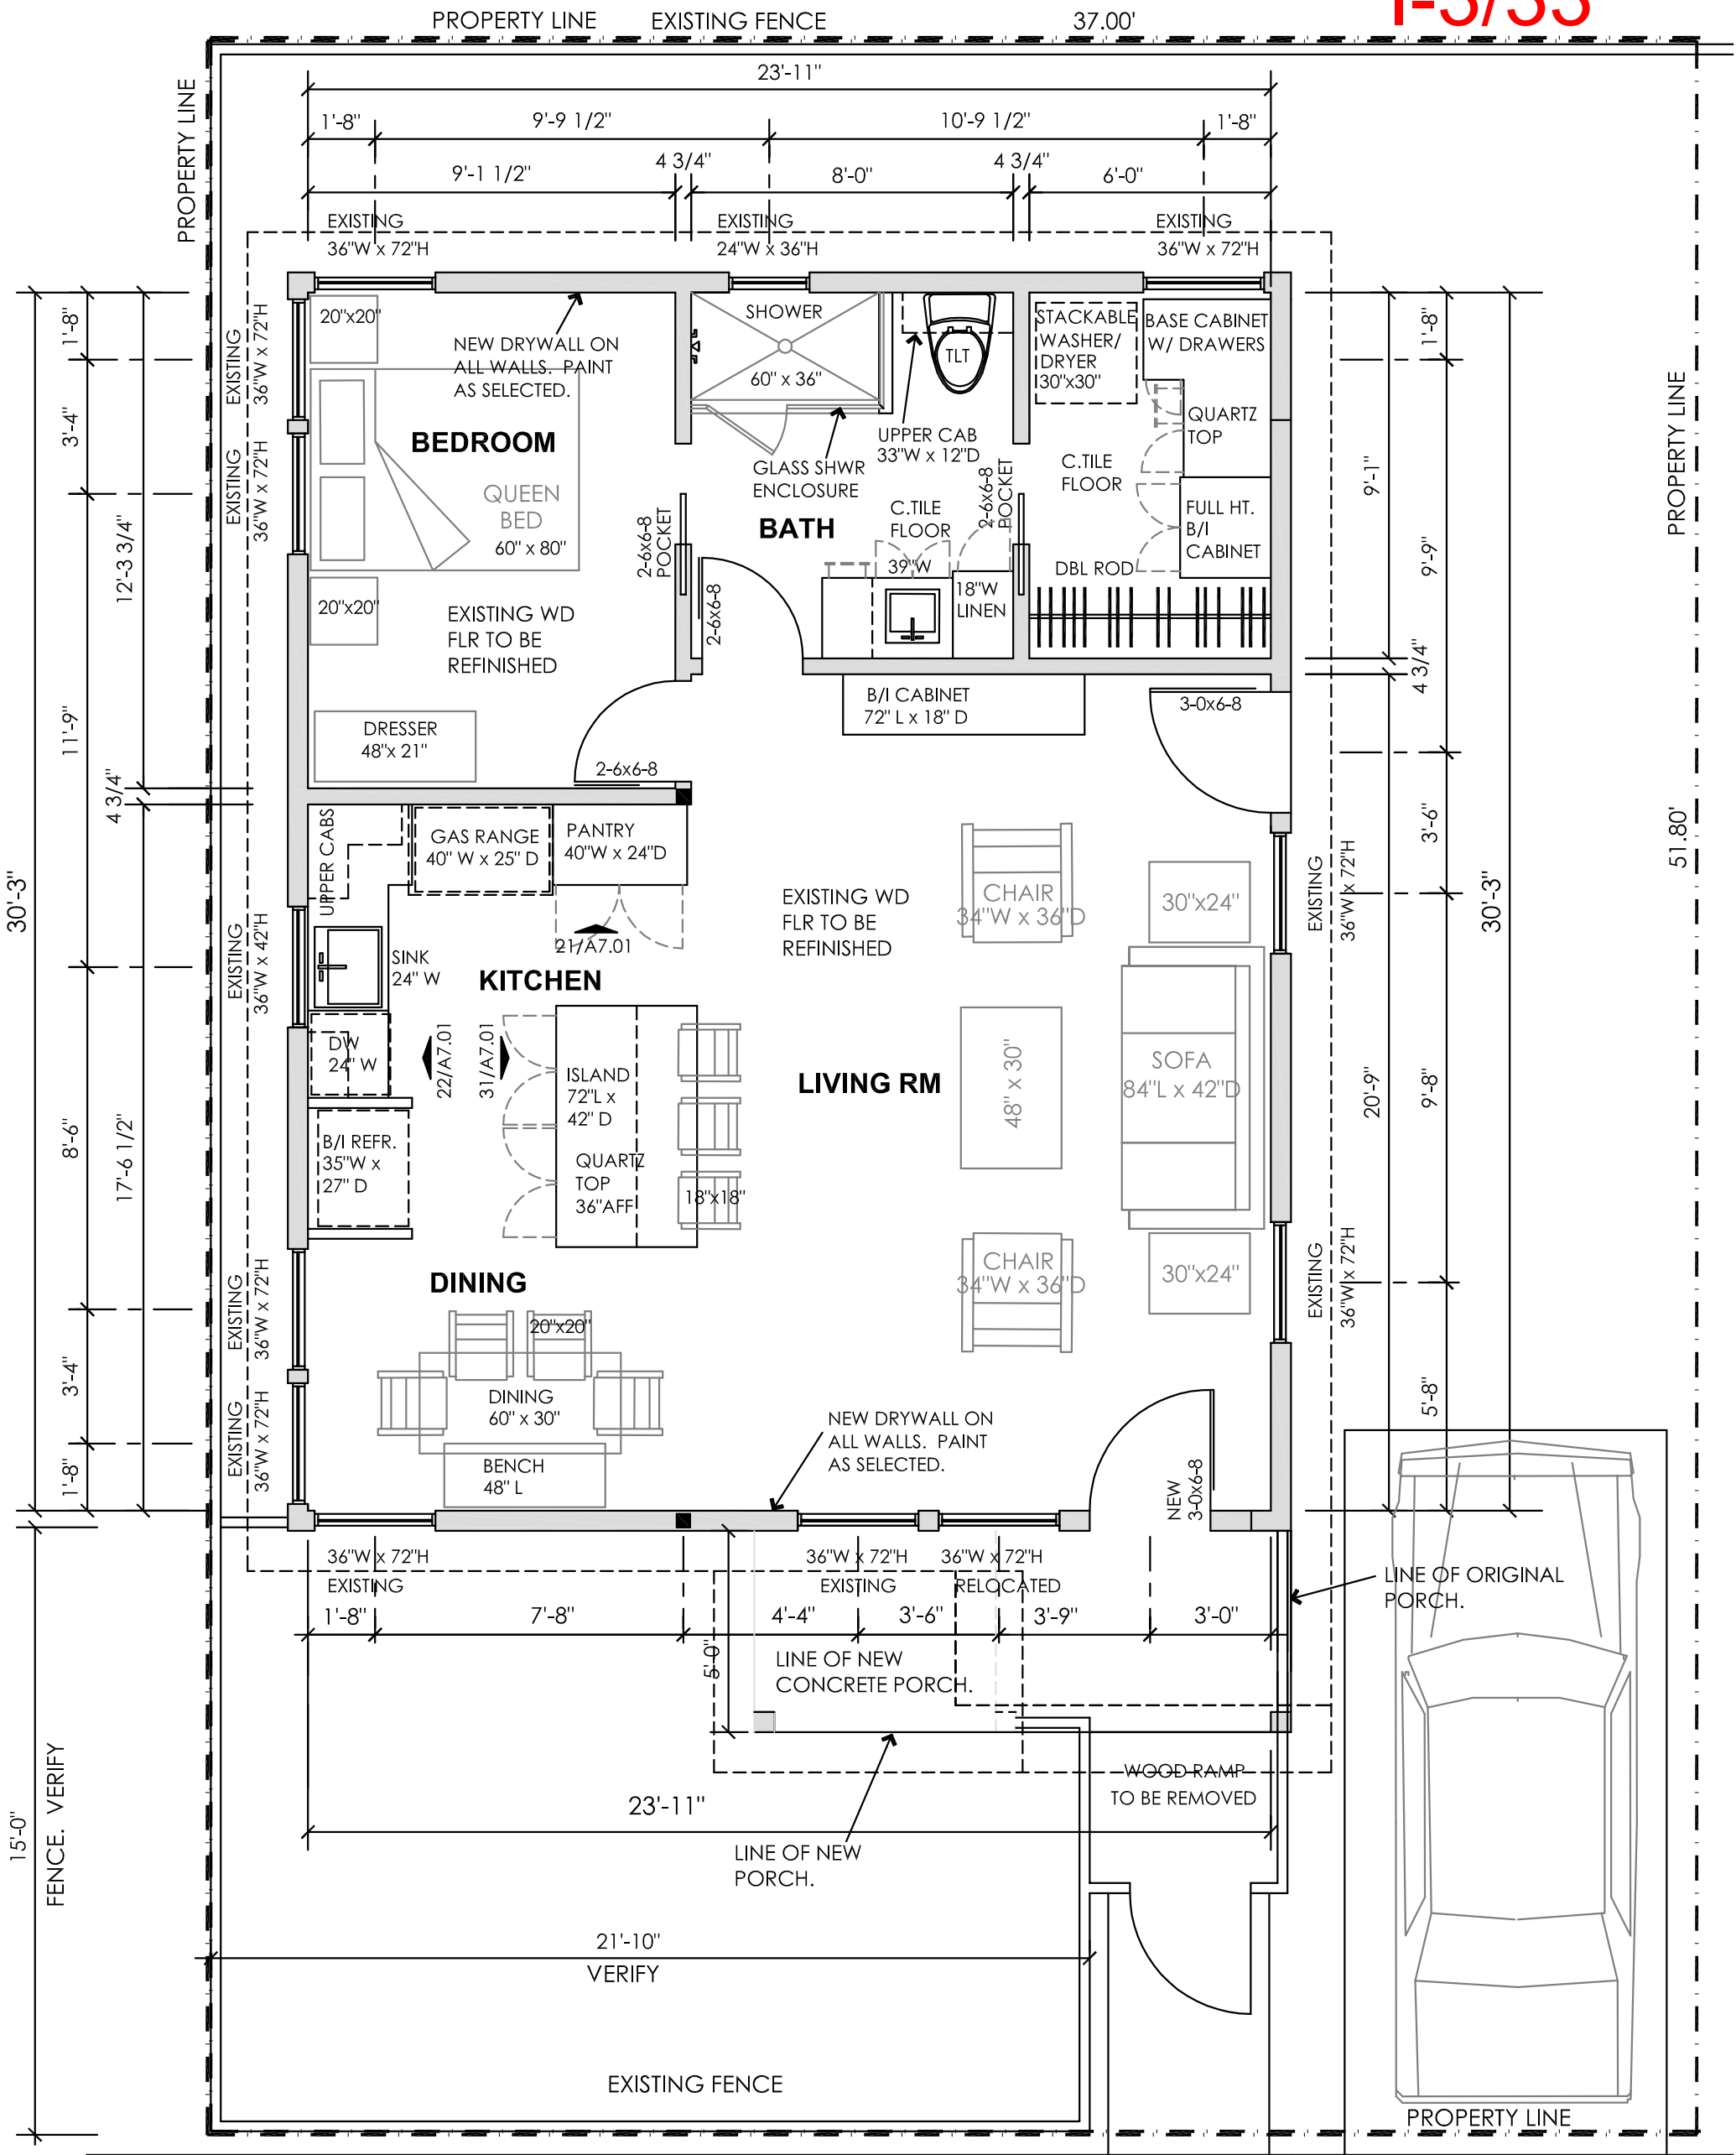 PROPERTY LINE
EXISTING FENCE
37.00'
PROPERTY LINE
23'-11"
1'-8"
9'-9 1/2"
10'-9 1/2"
1'-8"
9'-1 1/2"
4 3/4"
8'-0"
4 3/4"
6'-0"
EXISTING
36"W x 72"H
EXISTING
24"W x 36"H
EXISTING
36"W x 72"H
30'-3"
1'-8"
3'-4"
11'-9"
8'-6"
3'-4"
1'-8"
12'-3 3/4"
4 3/4"
17'-6 1/2"
EXISTING
36"W x 72"H
EXISTING
36"W x 72"H
EXISTING
36"W x 42"H
EXISTING
36"W x 72"H
EXISTING
36"W x 72"H
20"x20"
NEW DRYWALL ON
ALL WALLS. PAINT
AS SELECTED.
BEDROOM
QUEEN
BED
60" x 80"
20"x20"
EXISTING WD
FLR TO BE
REFINISHED
DRESSER
48"x 21"
2-6x6-8
2-6x6-8
POCKET
SHOWER
60" x 36"
TLT
UPPER CAB
33"W x 12"D
GLASS SHWR
ENCLOSURE
BATH
C.TILE
FLOOR
39"W
18"W
LINEN
2-6x6-8
2-6x6-8
POCKET
STACKABLE
WASHER/
DRYER
30"x30"
BASE CABINET
W/ DRAWERS
QUARTZ
TOP
C.TILE
FLOOR
FULL HT.
B/I
CABINET
DBL ROD
B/I CABINET
72" L x 18" D
3-0x6-8
UPPER CABS
GAS RANGE
40" W x 25" D
PANTRY
40"W x 24"D
21/A7.01
SINK
24" W
KITCHEN
DW
24" W
22/A7.01
31/A7.01
B/I REFR.
35"W x
27" D
ISLAND
72"L x
42" D
QUARTZ
TOP
36"AFF
18"x18"
EXISTING WD
FLR TO BE
REFINISHED
LIVING RM
CHAIR
34"W x 36"D
30"x24"
48" x 30"
SOFA
84"L x 42"D
CHAIR
34"W x 36"D
30"x24"
DINING
20"x20"
DINING
60" x 30"
BENCH
48" L
NEW DRYWALL ON
ALL WALLS. PAINT
AS SELECTED.
NEW
3-0x6-8
EXISTING
36"W x 72"H
EXISTING
36"W x 72"H
9'-1"
4 3/4"
20'-9"
1'-8"
9'-9"
3'-6"
9'-8"
5'-8"
30'-3"
PROPERTY LINE
51.80'
36"W x 72"H
EXISTING
36"W x 72"H
EXISTING
36"W x 72"H
RELOCATED
1'-8"
7'-8"
4'-4"
3'-6"
3'-9"
3'-0"
5'-0"
LINE OF NEW
CONCRETE PORCH.
LINE OF ORIGINAL
PORCH.
WOOD RAMP
TO BE REMOVED
23'-11"
LINE OF NEW
PORCH.
15'-0"
FENCE. VERIFY
21'-10"
VERIFY
EXISTING FENCE
PROPERTY LINE